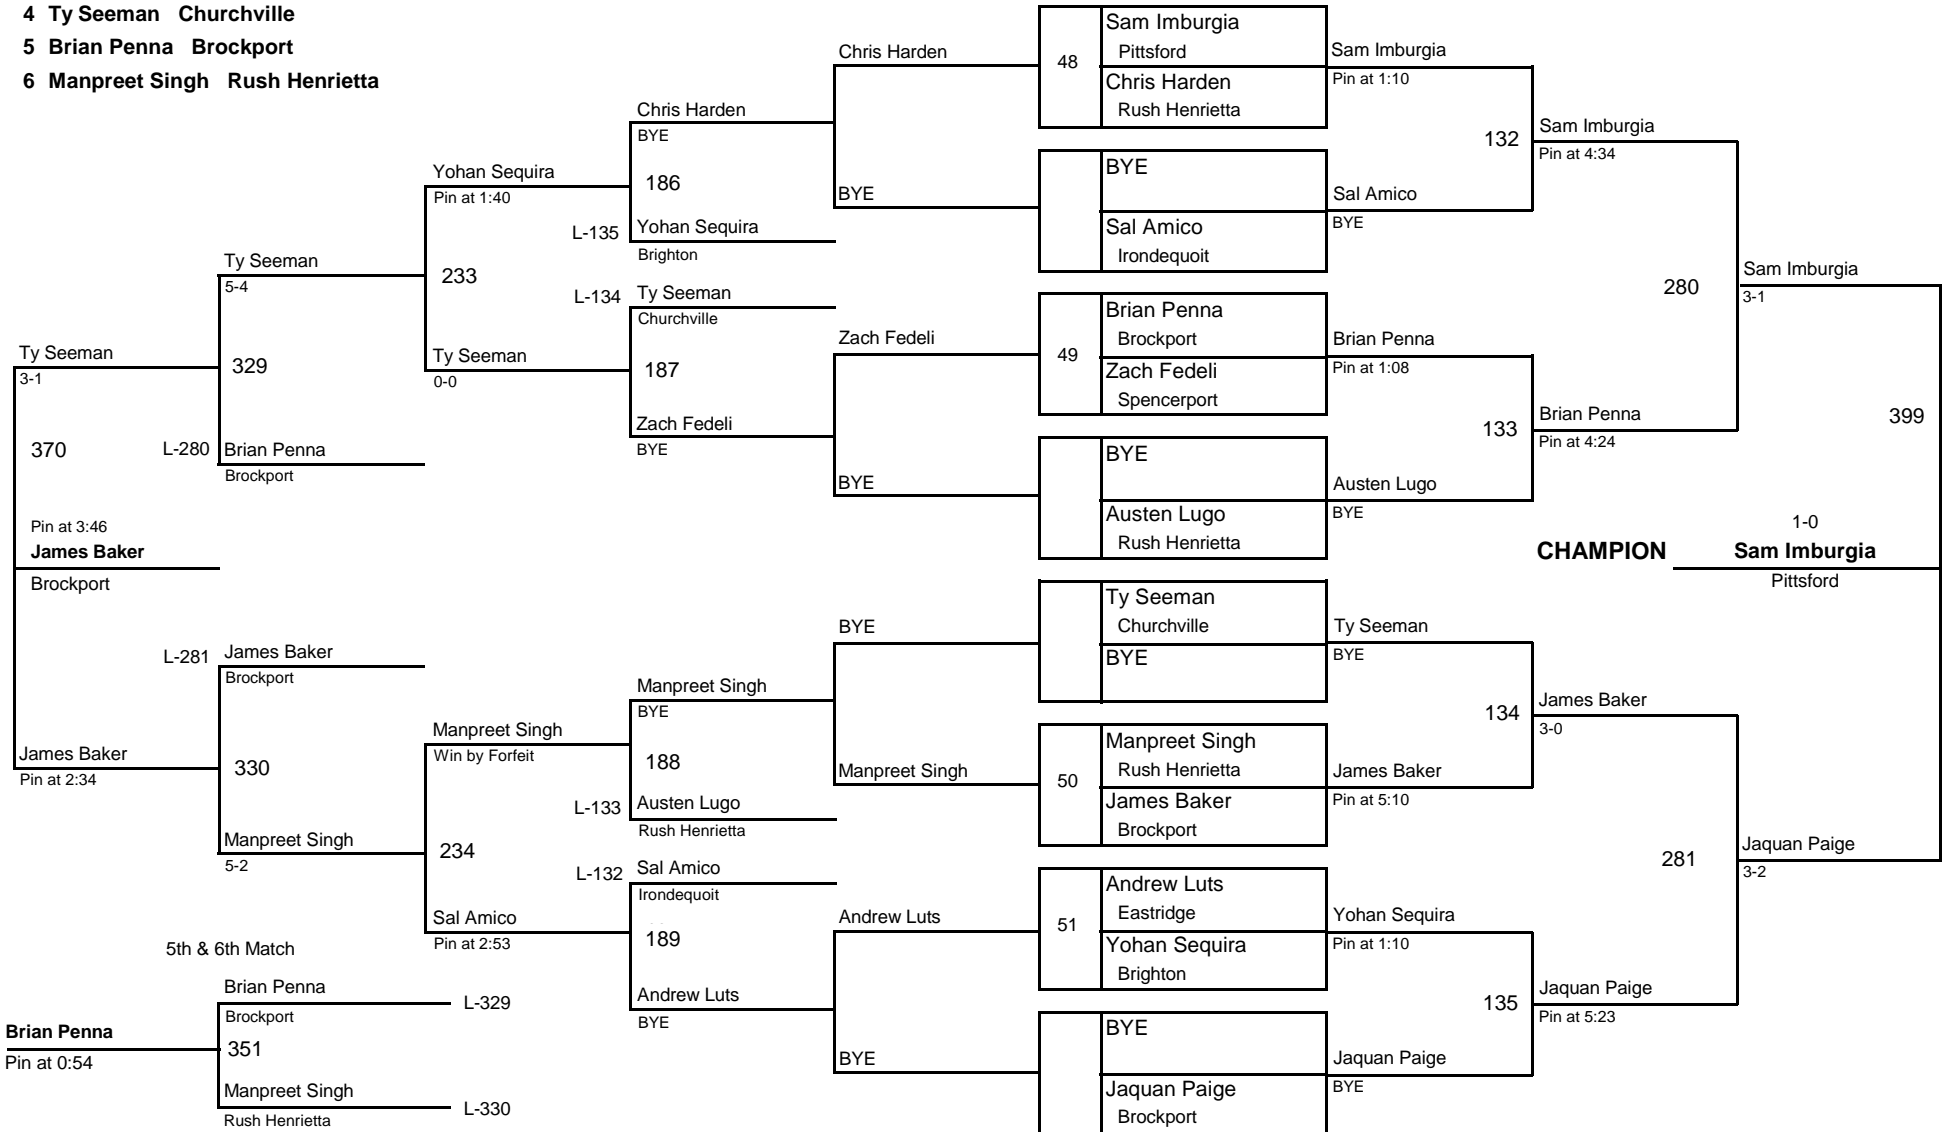 4 Ty Seeman Churchville
5 Brian Penna Brockport
6 Manpreet Singh Rush Henrietta
Ty Seeman
3-1
370
Pin at 3:46
James Baker
Brockport
James Baker
Pin at 2:34
Ty Seeman
5-4
329
L-280 Brian Penna
Brockport
L-281 James Baker
Brockport
330
Manpreet Singh
5-2
5th & 6th Match
Brian Penna
Brockport
L-329
Brian Penna
Pin at 0:54
351
Manpreet Singh
Rush Henrietta
L-330
Yohan Sequira
Pin at 1:40
233
Ty Seeman
0-0
Manpreet Singh
Win by Forfeit
234
Sal Amico
Pin at 2:53
Chris Harden
BYE
186
L-135 Yohan Sequira
Brighton
L-134 Ty Seeman
Churchville
187
Zach Fedeli
BYE
Manpreet Singh
BYE
188
L-133 Austen Lugo
Rush Henrietta
L-132 Sal Amico
Irondequoit
189
Andrew Luts
BYE
Chris Harden
BYE
Zach Fedeli
BYE
BYE
Manpreet Singh
Andrew Luts
BYE
48
Sam Imburgia
Pittsford
Chris Harden
Rush Henrietta
BYE
Sal Amico
Irondequoit
49
Brian Penna
Brockport
Zach Fedeli
Spencerport
BYE
Austen Lugo
Rush Henrietta
Ty Seeman
Churchville
BYE
50
Manpreet Singh
Rush Henrietta
James Baker
Brockport
51
Andrew Luts
Eastridge
Yohan Sequira
Brighton
BYE
Jaquan Paige
Brockport
Sam Imburgia
Pin at 1:10
132
Sal Amico
BYE
Brian Penna
Pin at 1:08
133
Austen Lugo
BYE
Ty Seeman
BYE
134
James Baker
Pin at 5:10
Yohan Sequira
Pin at 1:10
135
Jaquan Paige
BYE
Sam Imburgia
Pin at 4:34
280
Brian Penna
Pin at 4:24
James Baker
3-0
281
Jaquan Paige
Pin at 5:23
Sam Imburgia
3-1
399
1-0
CHAMPION Sam Imburgia
Pittsford
Jaquan Paige
3-2